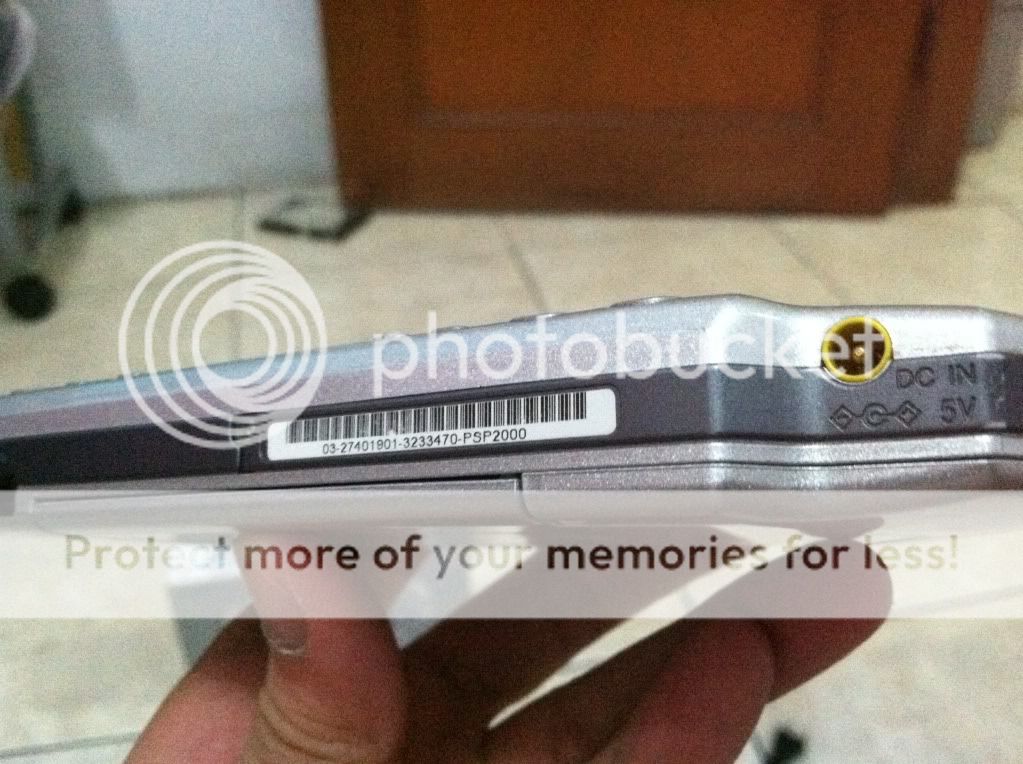 photobucket
DC IN
5V
03-27401901-3233470-PSP2000
Protect more of your memories for less!